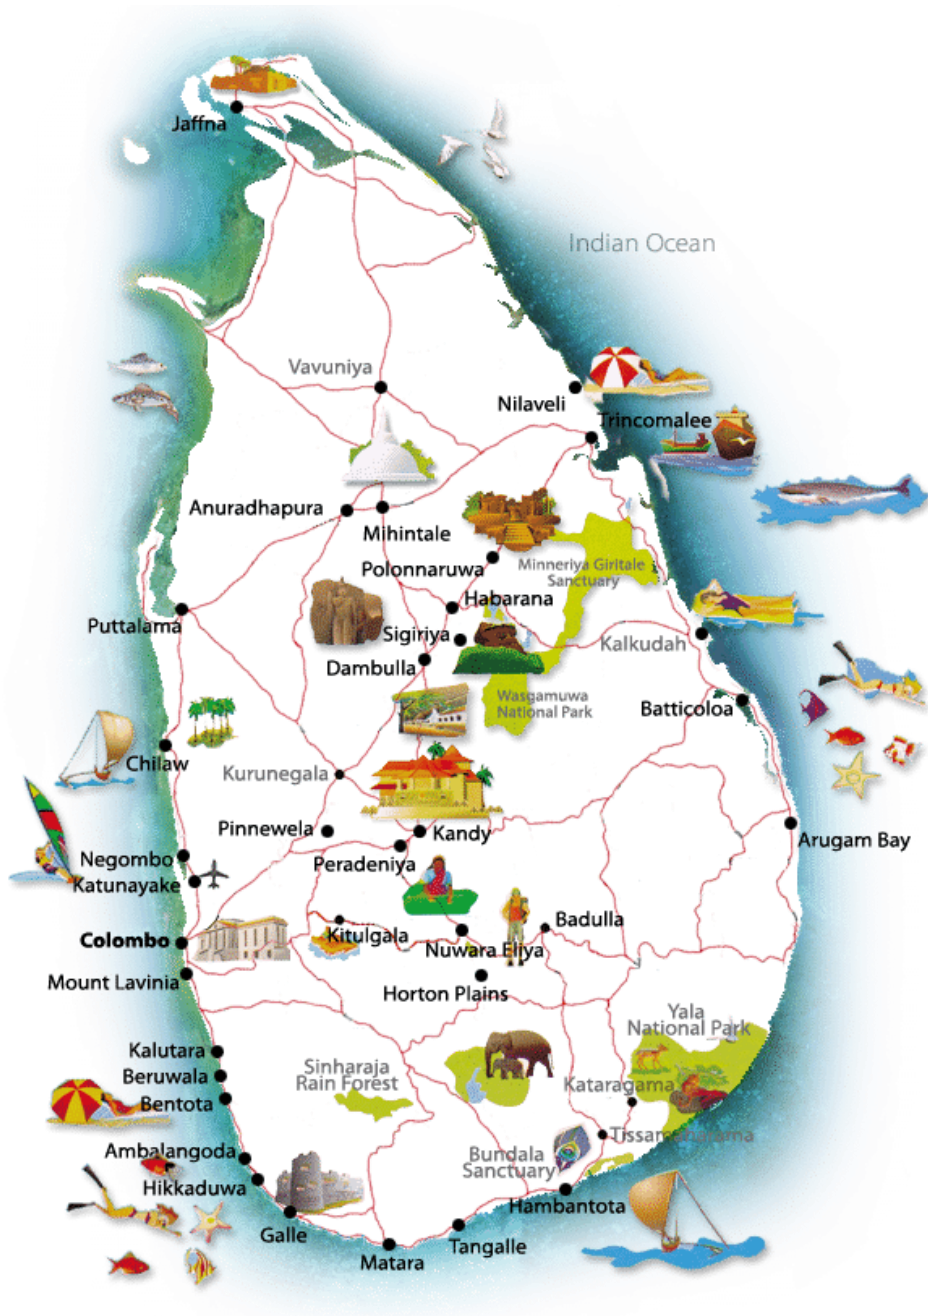 Jaffna
Indian Ocean
Vavuniya
Nilaveli
Trincomalee
Anuradhapura
Mihintale
Polonnaruwa
Minneriya Giritale
Sanctuary
Habarana
Puttalama
Sigiriya
Kalkudah
Dambulla
Wasgamuwa
National Park
Batticoloa
Chilaw
Kurunegala
Pinnewela
Kandy
Arugam Bay
Negombo
Peradeniya
Katunayake
Badulla
Colombo
Kitulgala
Nuwara Eliya
Mount Lavinia
Horton Plains
Yala
National Park
Kalutara
Sinharaja
Rain Forest
Beruwala
Kataragama
Bentota
Tissamaharama
Ambalangoda
Bundala
Sanctuary
Hikkaduwa
Hambantota
Galle
Tangalle
Matara